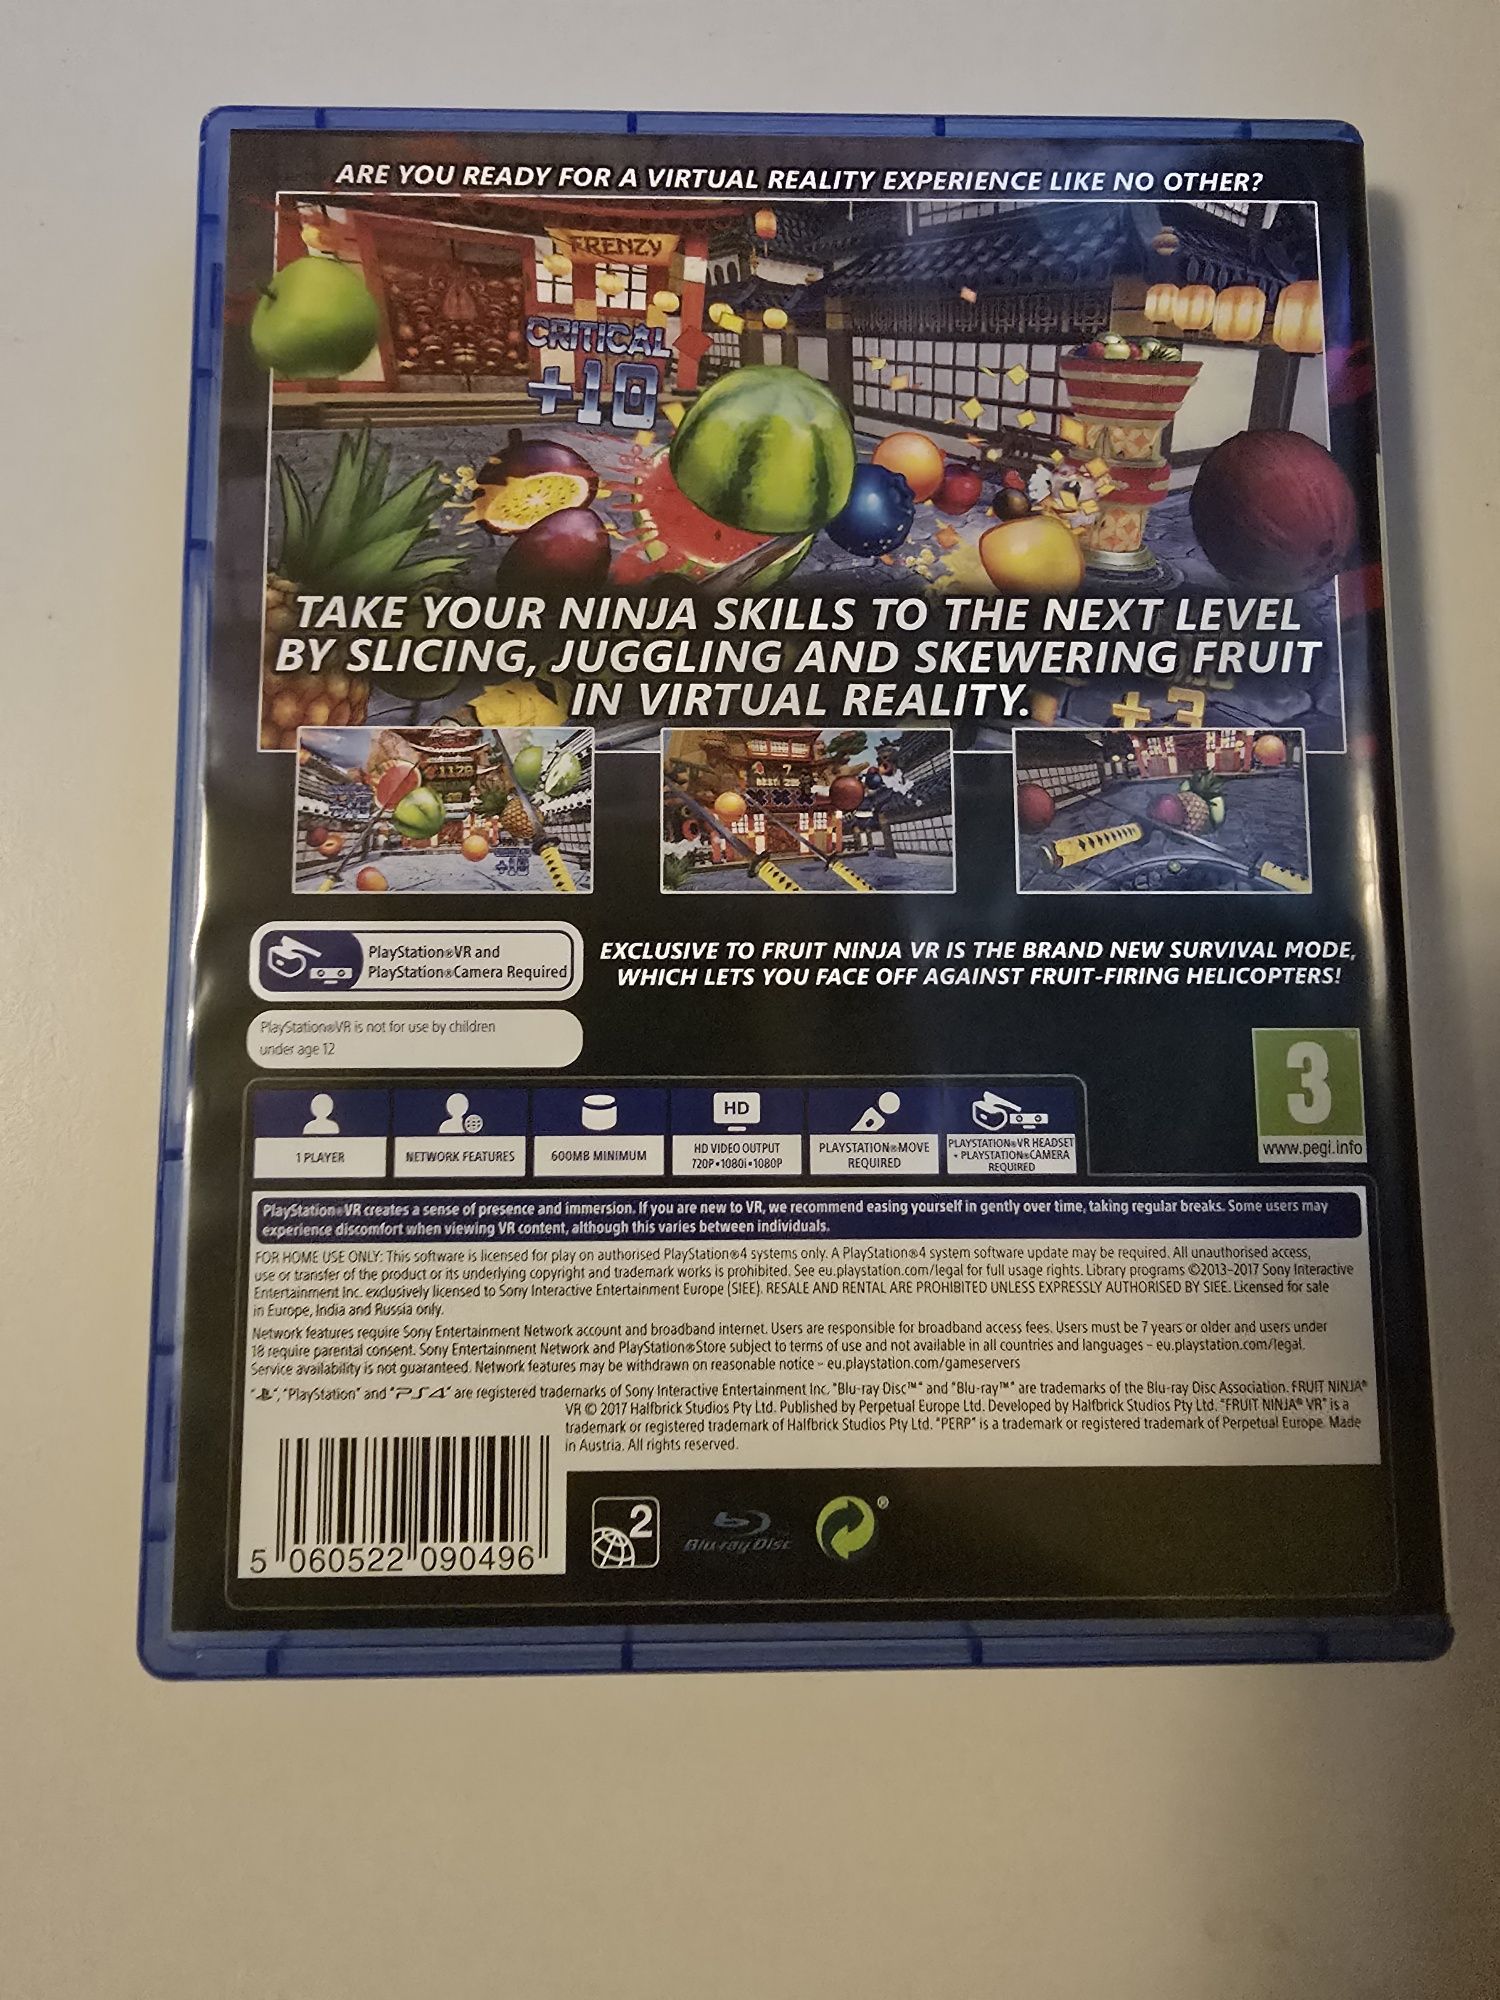 ARE YOU READY FOR A VIRTUAL REALITY EXPERIENCE LIKE NO OTHER?
FRENZY
CRITICAL
+10
TAKE YOUR NINJA SKILLS TO THE NEXT LEVEL
BY SLICING, JUGGLING AND SKEWERING FRUIT
IN VIRTUAL REALITY.
+3
PlayStation®VR and
PlayStation®Camera Required
EXCLUSIVE TO FRUIT NINJA VR IS THE BRAND NEW SURVIVAL MODE,
WHICH LETS YOU FACE OFF AGAINST FRUIT-FIRING HELICOPTERS!
PlayStation®VR is not for use by children
under age 12
3
www.pegi.info
1 PLAYER
NETWORK FEATURES
600MB MINIMUM
HD
HD VIDEO OUTPUT
720P•1080i•1080P
PLAYSTATION®MOVE
REQUIRED
PLAYSTATION®VR HEADSET
+ PLAYSTATION®CAMERA
REQUIRED
PlayStation®VR creates a sense of presence and immersion. If you are new to VR, we recommend easing yourself in gently over time, taking regular breaks. Some users may
experience discomfort when viewing VR content, although this varies between individuals.
FOR HOME USE ONLY: This software is licensed for play on authorised PlayStation®4 systems only. A PlayStation®4 system software update may be required. All unauthorised access,
use or transfer of the product or its underlying copyright and trademark works is prohibited. See eu.playstation.com/legal for full usage rights. Library programs ©2013-2017 Sony Interactive
Entertainment Inc. exclusively licensed to Sony Interactive Entertainment Europe (SIEE). RESALE AND RENTAL ARE PROHIBITED UNLESS EXPRESSLY AUTHORISED BY SIEE. Licensed for sale
in Europe, India and Russia only.
Network features require Sony Entertainment Network account and broadband internet. Users are responsible for broadband access fees. Users must be 7 years or older and users under
18 require parental consent. Sony Entertainment Network and PlayStation®Store subject to terms of use and not available in all countries and languages – eu.playstation.com/legal.
Service availability is not guaranteed. Network features may be withdrawn on reasonable notice – eu.playstation.com/gameservers
"PlayStation" and "PS4" are registered trademarks of Sony Interactive Entertainment Inc. "Blu-ray Disc™" and "Blu-ray™" are trademarks of the Blu-ray Disc Association. FRUIT NINJA®
VR © 2017 Halfbrick Studios Pty Ltd. Published by Perpetual Europe Ltd. Developed by Halfbrick Studios Pty Ltd. "FRUIT NINJA® VR" is a
trademark or registered trademark of Halfbrick Studios Pty Ltd. "PERP" is a trademark or registered trademark of Perpetual Europe. Made
in Austria. All rights reserved.
5 060522 090496
2
Blu-ray Disc
®